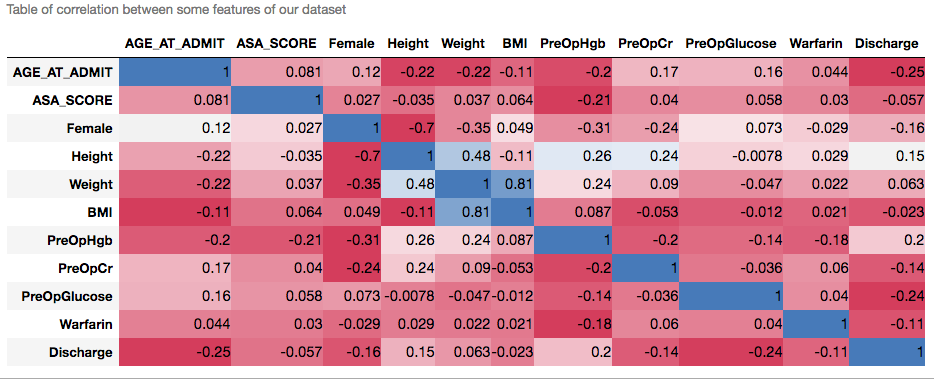 Table of correlation between some features of our dataset
AGE_AT_ADMIT ASA_SCORE Female Height Weight BMI PreOpHgb PreOpCr PreOpGlucose Warfarin Discharge
AGE_AT_ADMIT 1 0.081 0.12 -0.22 -0.22 -0.11 -0.2 0.17 0.16 0.044 -0.25
ASA_SCORE 0.081 1 0.027 -0.035 0.037 0.064 -0.21 0.04 0.058 0.03 -0.057
Female 0.12 0.027 1 -0.7 -0.35 0.049 -0.31 -0.24 0.073 -0.029 -0.16
Height -0.22 -0.035 -0.7 1 0.48 -0.11 0.26 0.24 -0.0078 0.029 0.15
Weight -0.22 0.037 -0.35 0.48 1 0.81 0.24 0.09 -0.047 0.022 0.063
BMI -0.11 0.064 0.049 -0.11 0.81 1 0.087 -0.053 -0.012 0.021 -0.023
PreOpHgb -0.2 -0.21 -0.31 0.26 0.24 0.087 1 -0.2 -0.14 -0.18 0.2
PreOpCr 0.17 0.04 -0.24 0.24 0.09 -0.053 -0.2 1 -0.036 0.06 -0.14
PreOpGlucose 0.16 0.058 0.073 -0.0078 -0.047 -0.012 -0.14 -0.036 1 0.04 -0.24
Warfarin 0.044 0.03 -0.029 0.029 0.022 0.021 -0.18 0.06 0.04 1 -0.11
Discharge -0.25 -0.057 -0.16 0.15 0.063 -0.023 0.2 -0.14 -0.24 -0.11 1